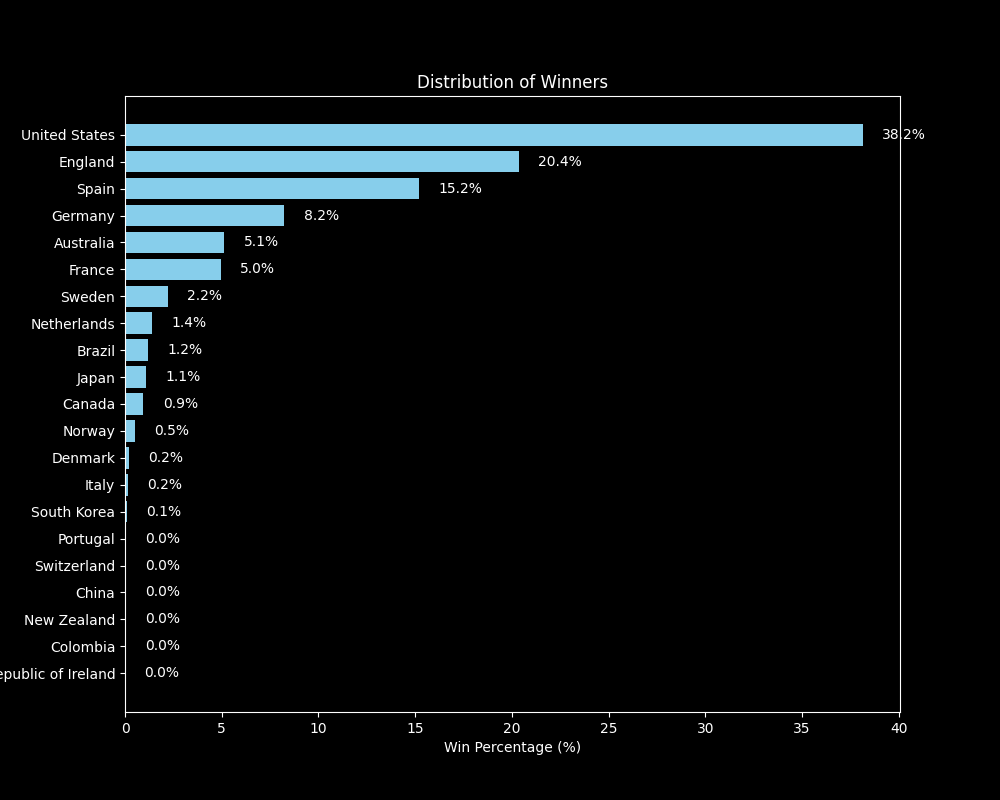 Distribution of Winners
United States 38.2%
England 20.4%
Spain 15.2%
Germany 8.2%
Australia 5.1%
France 5.0%
Sweden 2.2%
Netherlands 1.4%
Brazil 1.2%
Japan 1.1%
Canada 0.9%
Norway 0.5%
Denmark 0.2%
Italy 0.2%
South Korea 0.1%
Portugal 0.0%
Switzerland 0.0%
China 0.0%
New Zealand 0.0%
Colombia 0.0%
epublic of Ireland 0.0%
0 5 10 15 20 25 30 35 40
Win Percentage (%)